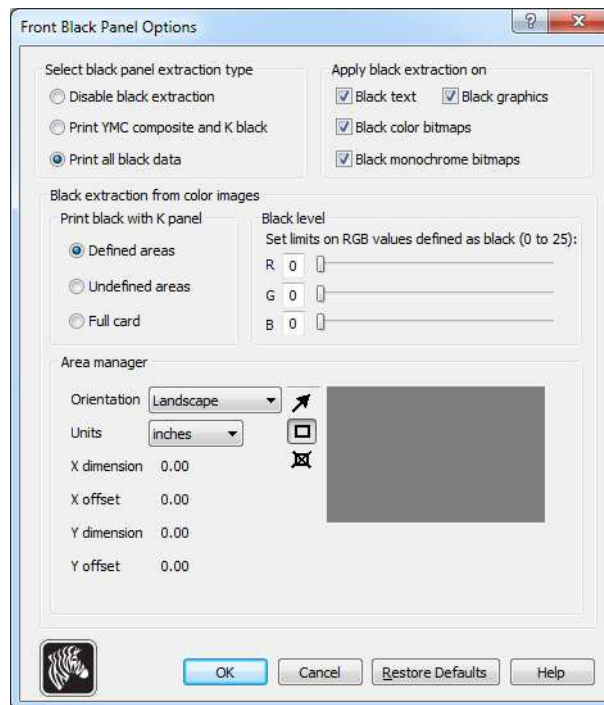 Front Black Panel Options
Select black panel extraction type
Disable black extraction
Print YMC composite and K black
Print all black data
Apply black extraction on
Black text
Black graphics
Black color bitmaps
Black monochrome bitmaps
Black extraction from color images
Print black with K panel
Defined areas
Undefined areas
Full card
Black level
Set limits on RGB values defined as black (0 to 25):
R 0
G 0
B 0
Area manager
Orientation Landscape
Units inches
X dimension 0.00
X offset 0.00
Y dimension 0.00
Y offset 0.00
OK Cancel Restore Defaults Help